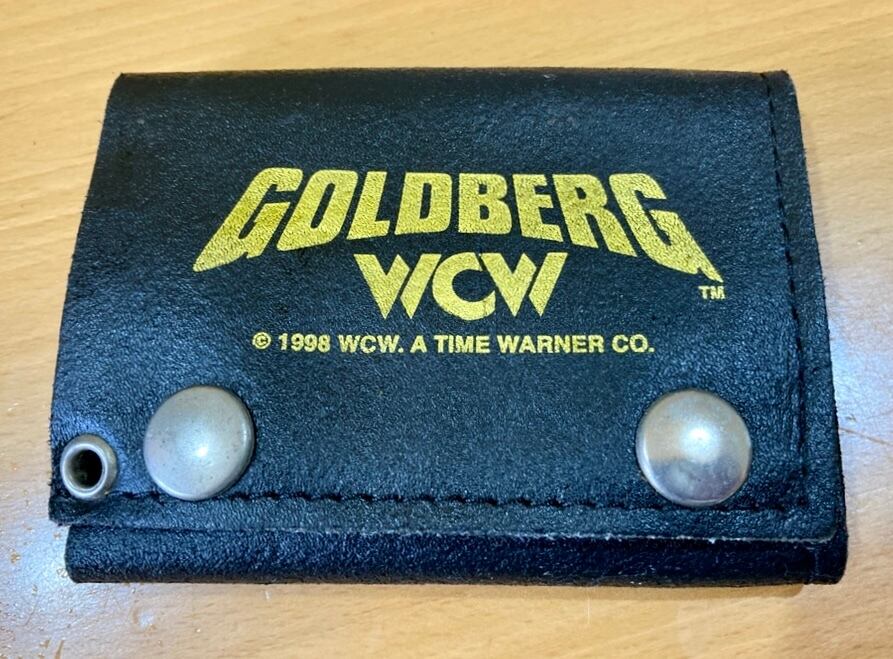 GOLDBERG
WCW
TM
© 1998 WCW. A TIME WARNER CO.